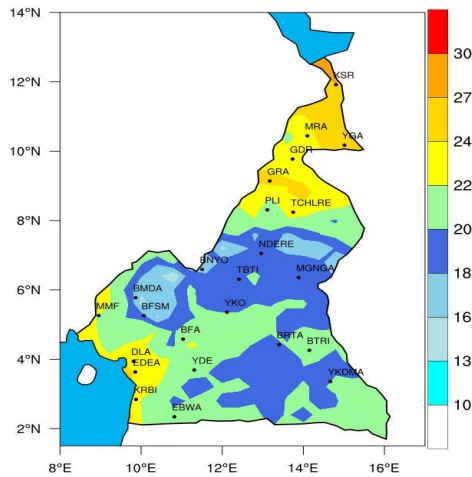 14°N
12°N
10°N
8°N
6°N
4°N
2°N
8°E 10°E 12°E 14°E 16°E
KSR
MRA
YGA
GDR
GRA
PLI TCHLRE
NDERE
BNYO
TBTI MGNGA
BMDA
MMF BFSM YKO
BFA BRTA BTRI
DLA
EDEA YDE
YKDMA
KRBI
EBWA
30
27
24
22
20
18
16
13
10